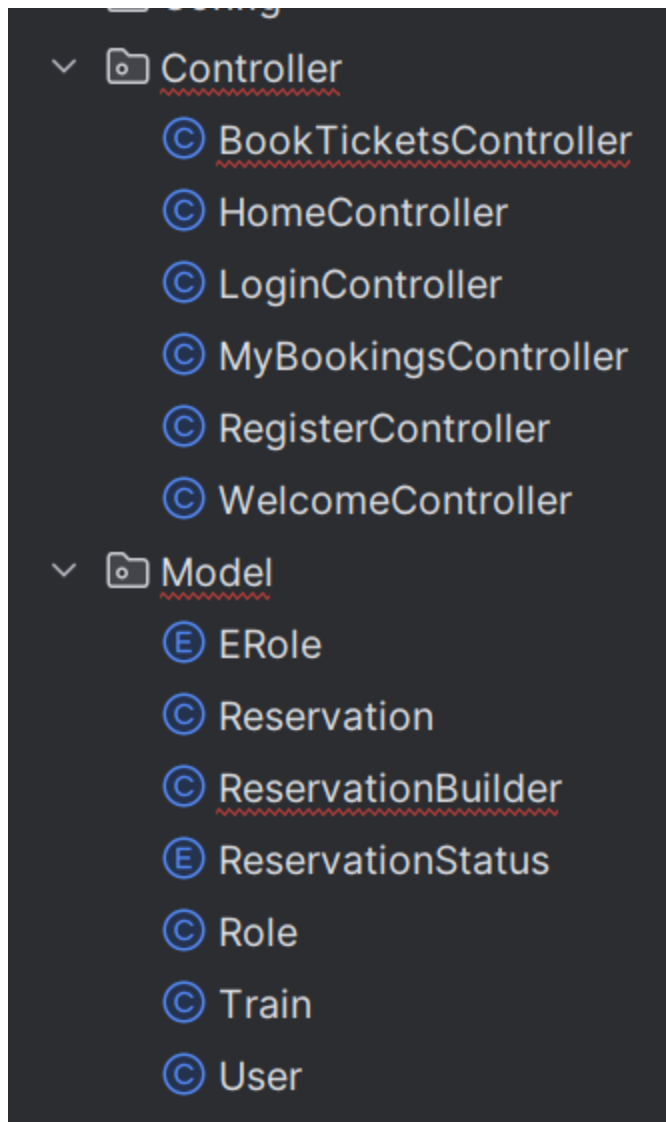 Controller
BookTicketsController
HomeController
LoginController
MyBookingsController
RegisterController
WelcomeController
Model
E ERole
C Reservation
C ReservationBuilder
E ReservationStatus
C Role
C Train
C User